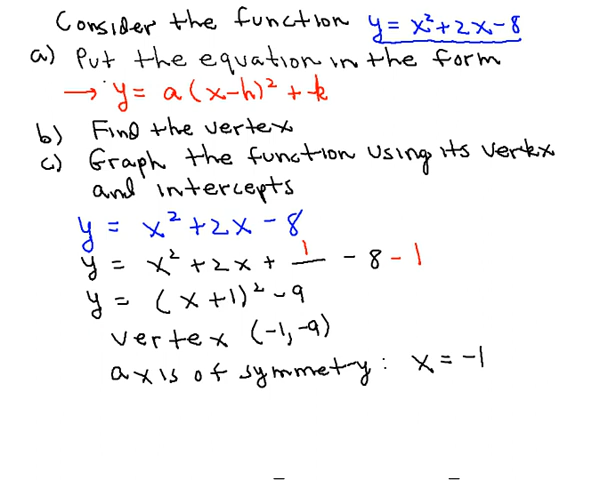 Consider the function y = x² + 2x - 8
a) Put the equation in the form
→ y = a(x-h)² + k
b) Find the vertex
c) Graph the function using its vertex
and intercepts
y = x² + 2x - 8
y = x² + 2x + 1 - 8 - 1
y = (x+1)² - 9
vertex (-1, -9)
axis of symmety: x = -1